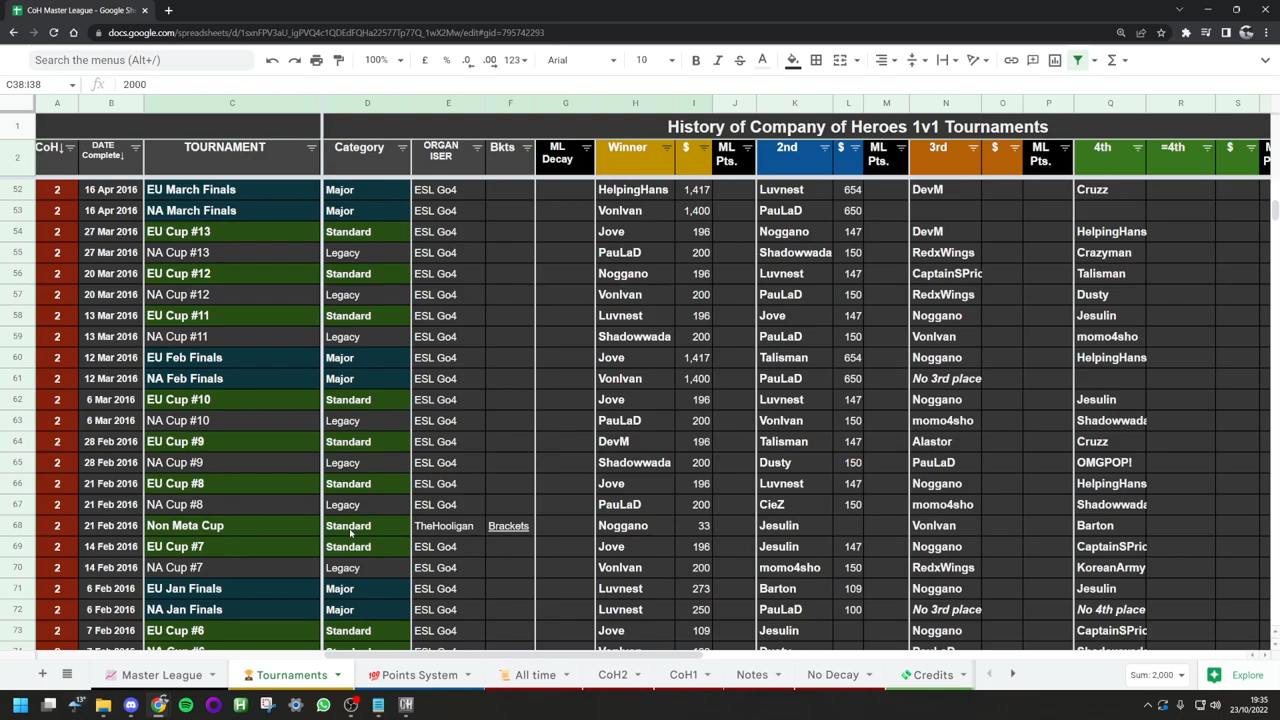 CoH Master League - Google She
docs.google.com/spreadsheets/d/1sxnFPV3aU_igPVQ4c1QDEdFQHa22577Tp77Q_1wX2Mw/edit#gid=795742293
Search the menus (Alt+/)
100% £ % .0 .00 123 Arial 10 B I S A
C38:I38 fx 2000
A B C D E F G H I J K L M N O P Q R S
1 History of Company of Heroes 1v1 Tournaments
CoH↓ DATE Complete↓ TOURNAMENT Category ORGAN ISER Bkts ML Decay Winner $ ML Pts. 2nd $ ML Pts. 3rd $ ML Pts. 4th =4th $
2
52 2 16 Apr 2016 EU March Finals Major ESL Go4 HelpingHans 1,417 Luvnest 654 DevM Cruzz
53 2 16 Apr 2016 NA March Finals Major ESL Go4 VonIvan 1,400 PauLaD 650
54 2 27 Mar 2016 EU Cup #13 Standard ESL Go4 Jove 196 Noggano 147 DevM HelpingHans
55 2 27 Mar 2016 NA Cup #13 Legacy ESL Go4 PauLaD 200 Shadowwada 150 RedxWings Crazyman
56 2 20 Mar 2016 EU Cup #12 Standard ESL Go4 Noggano 196 Luvnest 147 CaptainSPric Talisman
57 2 20 Mar 2016 NA Cup #12 Legacy ESL Go4 VonIvan 200 PauLaD 150 RedxWings Dusty
58 2 13 Mar 2016 EU Cup #11 Standard ESL Go4 Luvnest 196 Jove 147 Noggano Jesulin
59 2 13 Mar 2016 NA Cup #11 Legacy ESL Go4 Shadowwada 200 PauLaD 150 VonIvan momo4sho
60 2 12 Mar 2016 EU Feb Finals Major ESL Go4 Jove 1,417 Talisman 654 Noggano HelpingHans
61 2 12 Mar 2016 NA Feb Finals Major ESL Go4 VonIvan 1,400 PauLaD 650 No 3rd place
62 2 6 Mar 2016 EU Cup #10 Standard ESL Go4 Jove 196 Luvnest 147 Noggano Jesulin
63 2 6 Mar 2016 NA Cup #10 Legacy ESL Go4 PauLaD 200 VonIvan 150 momo4sho Shadowwada
64 2 28 Feb 2016 EU Cup #9 Standard ESL Go4 DevM 196 Talisman 147 Alastor Cruzz
65 2 28 Feb 2016 NA Cup #9 Legacy ESL Go4 Shadowwada 200 Dusty 150 PauLaD OMGPOP!
66 2 21 Feb 2016 EU Cup #8 Standard ESL Go4 Jove 196 Luvnest 147 Noggano HelpingHans
67 2 21 Feb 2016 NA Cup #8 Legacy ESL Go4 PauLaD 200 CieZ 150 momo4sho Shadowwada
68 2 21 Feb 2016 Non Meta Cup Standard TheHooligan Brackets Noggano 33 Jesulin VonIvan Barton
69 2 14 Feb 2016 EU Cup #7 Standard ESL Go4 Jove 196 Jesulin 147 Noggano CaptainSPric
70 2 14 Feb 2016 NA Cup #7 Legacy ESL Go4 VonIvan 200 momo4sho 150 RedxWings KoreanArmy
71 2 6 Feb 2016 EU Jan Finals Major ESL Go4 Luvnest 273 Barton 109 Noggano Jesulin
72 2 6 Feb 2016 NA Jan Finals Major ESL Go4 Luvnest 250 PauLaD 100 No 3rd place No 4th place
73 2 7 Feb 2016 EU Cup #6 Standard ESL Go4 Jove 109 Jesulin Noggano CaptainSPric
Master League Tournaments Points System All time CoH2 CoH1 Notes No Decay Credits Sum: 2,000 Explore
13° 19:35
23/10/2022